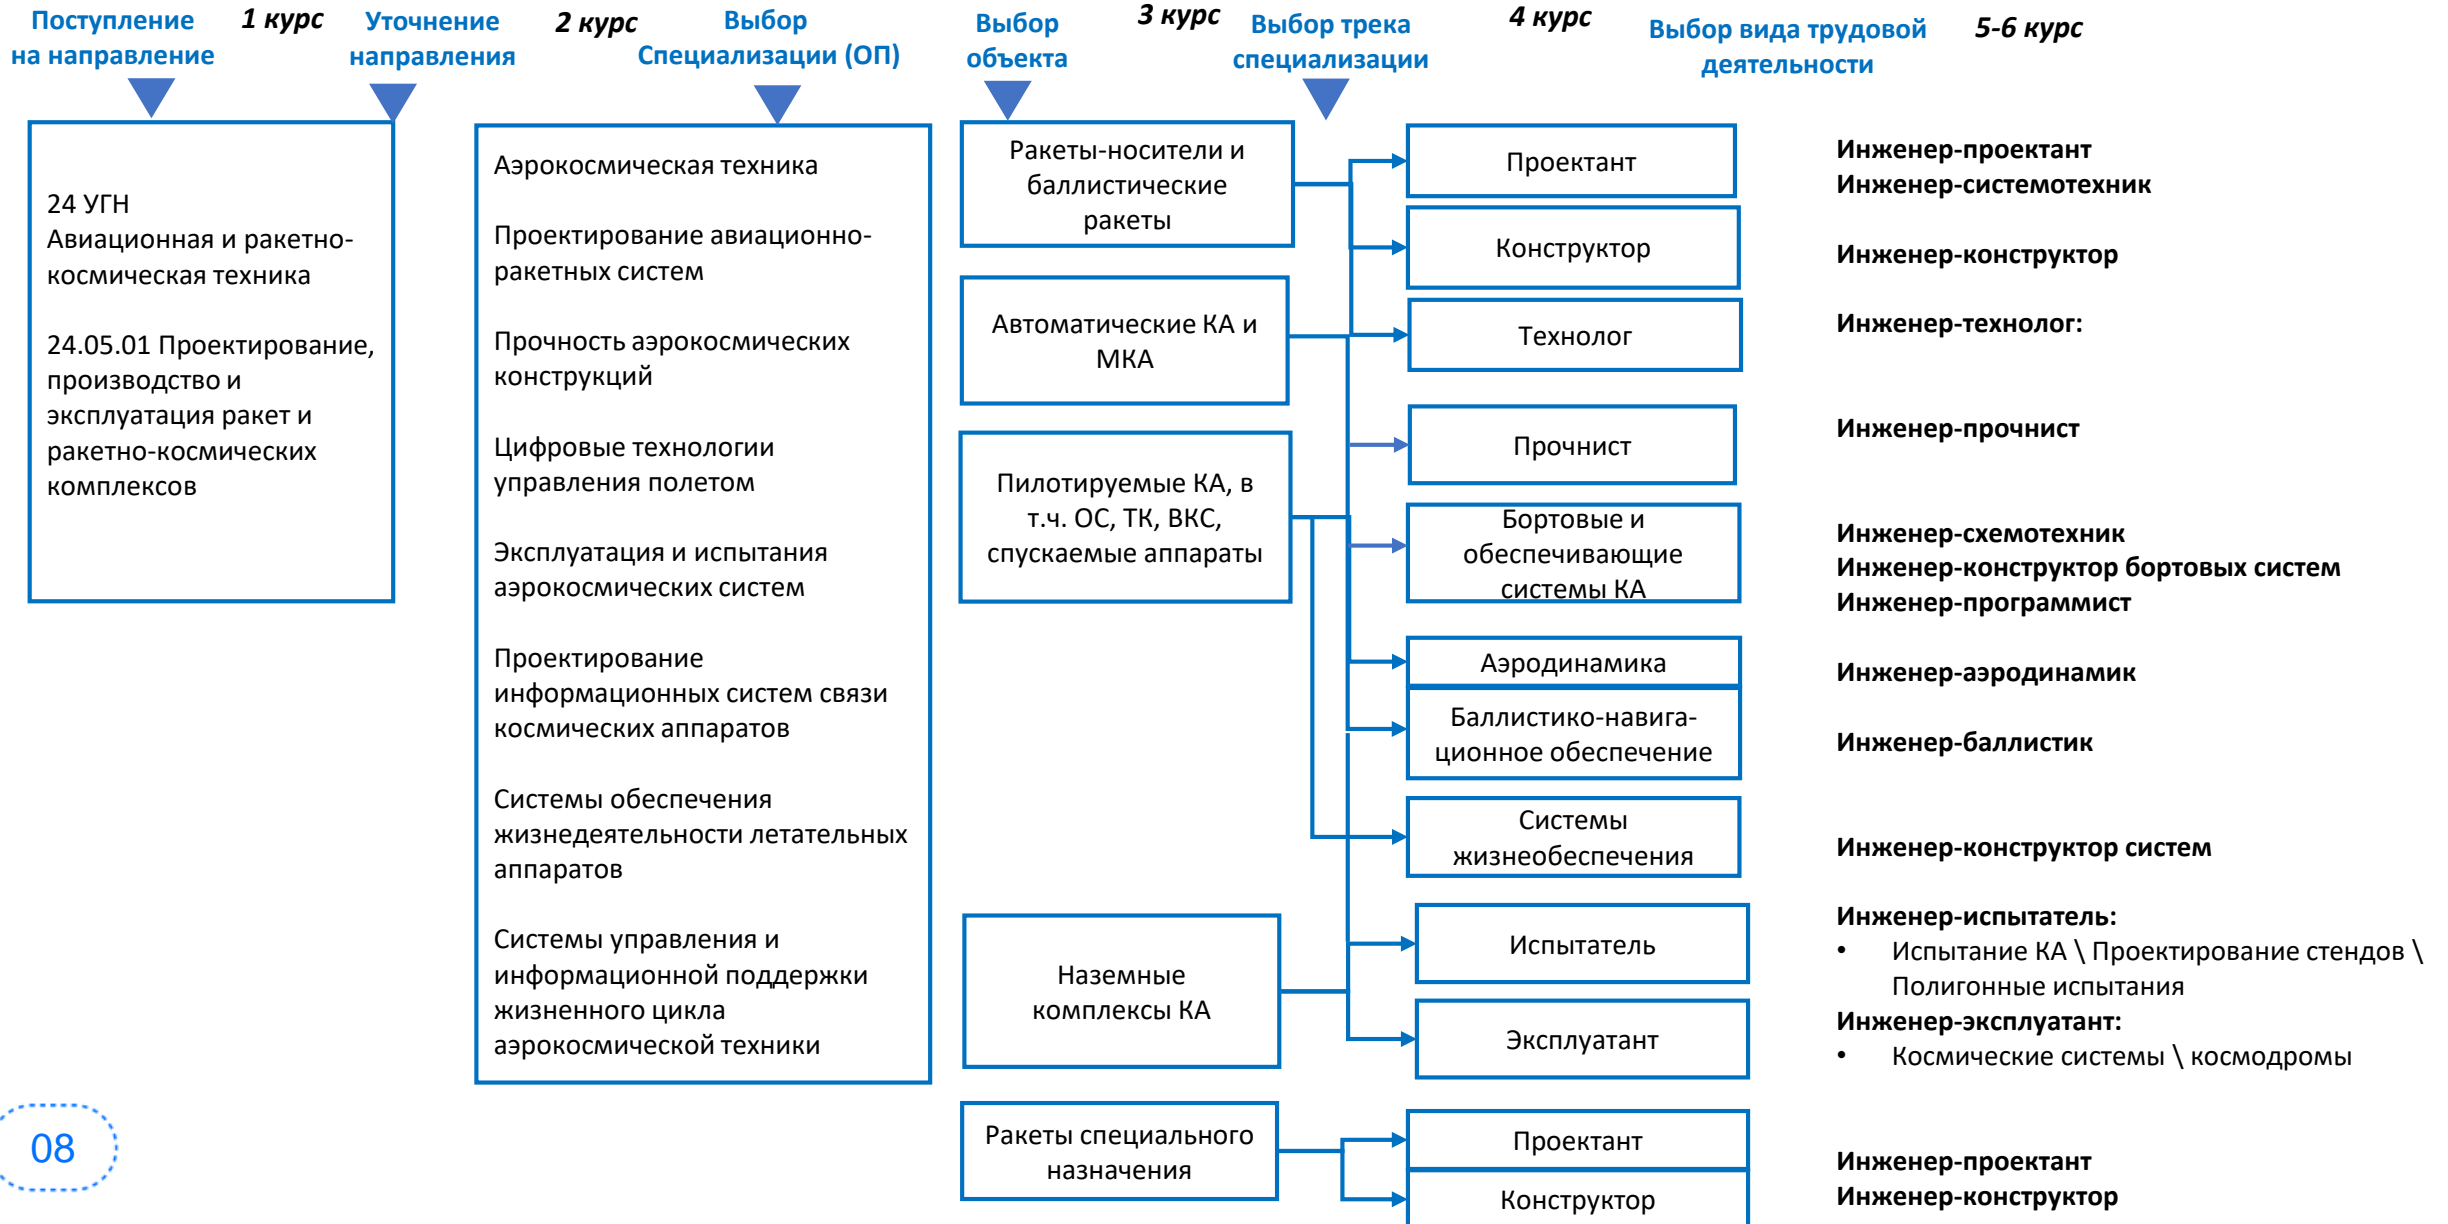 Поступление
на направление
1 курс
Уточнение
направления
2 курс
Выбор
Специализации (ОП)
Выбор
объекта
3 курс
Выбор трека
специализации
4 курс
Выбор вида трудовой
деятельности
5-6 курс
24 УГН
Авиационная и ракетно-
космическая техника
24.05.01 Проектирование,
производство и
эксплуатация ракет и
ракетно-космических
комплексов
Аэрокосмическая техника
Проектирование авиационно-
ракетных систем
Прочность аэрокосмических
конструкций
Цифровые технологии
управления полетом
Эксплуатация и испытания
аэрокосмических систем
Проектирование
информационных систем связи
космических аппаратов
Системы обеспечения
жизнедеятельности летательных
аппаратов
Системы управления и
информационной поддержки
жизненного цикла
аэрокосмической техники
Ракеты-носители и
баллистические
ракеты
Автоматические КА и
МКА
Пилотируемые КА, в
т.ч. ОС, ТК, ВКС,
спускаемые аппараты
Наземные
комплексы КА
Ракеты специального
назначения
Проектант
Конструктор
Технолог
Прочнист
Бортовые и
обеспечивающие
системы КА
Аэродинамика
Баллистико-навига-
ционное обеспечение
Системы
жизнеобеспечения
Испытатель
Эксплуатант
Проектант
Конструктор
Инженер-проектант
Инженер-системотехник
Инженер-конструктор
Инженер-технолог:
Инженер-прочнист
Инженер-схемотехник
Инженер-конструктор бортовых систем
Инженер-программист
Инженер-аэродинамик
Инженер-баллистик
Инженер-конструктор систем
Инженер-испытатель:
• Испытание КА \ Проектирование стендов \
Полигонные испытания
Инженер-эксплуатант:
• Космические системы \ космодромы
Инженер-проектант
Инженер-конструктор
08